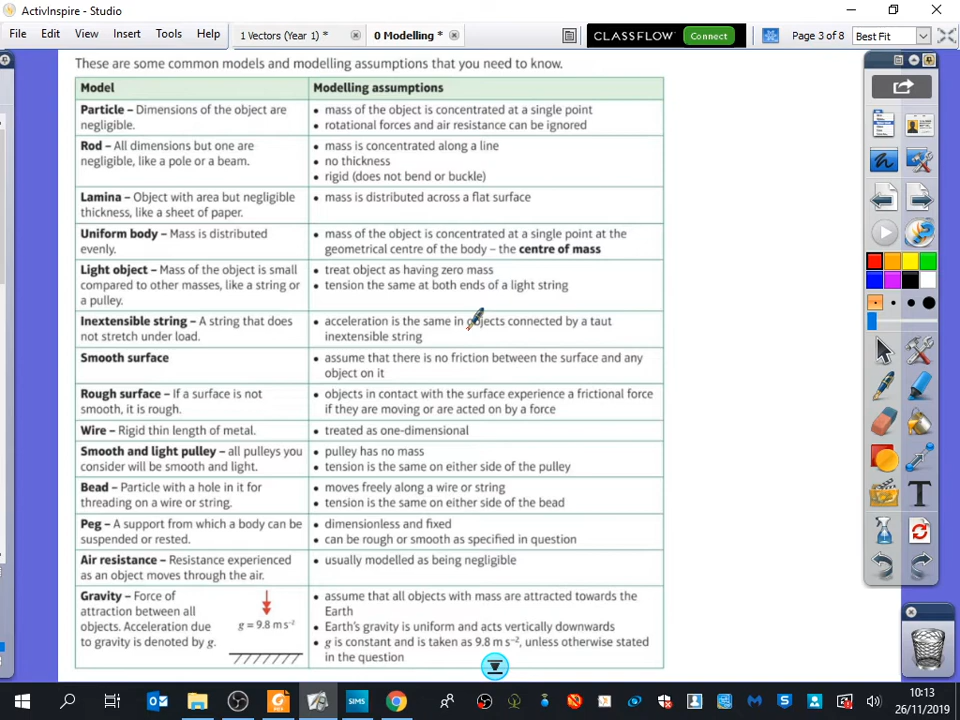 ActivInspire - Studio
File Edit View Insert Tools Help
1 Vectors (Year 1) *
0 Modelling *
CLASSFLOW Connect
Page 3 of 8
Best Fit
These are some common models and modelling assumptions that you need to know.
Model
Modelling assumptions
Particle – Dimensions of the object are
negligible.
• mass of the object is concentrated at a single point
• rotational forces and air resistance can be ignored
Rod – All dimensions but one are
negligible, like a pole or a beam.
• mass is concentrated along a line
• no thickness
• rigid (does not bend or buckle)
Lamina – Object with area but negligible
thickness, like a sheet of paper.
• mass is distributed across a flat surface
Uniform body – Mass is distributed
evenly.
• mass of the object is concentrated at a single point at the
geometrical centre of the body – the centre of mass
Light object – Mass of the object is small
compared to other masses, like a string or
a pulley.
• treat object as having zero mass
• tension the same at both ends of a light string
Inextensible string – A string that does
not stretch under load.
• acceleration is the same in objects connected by a taut
inextensible string
Smooth surface
• assume that there is no friction between the surface and any
object on it
Rough surface – If a surface is not
smooth, it is rough.
• objects in contact with the surface experience a frictional force
if they are moving or are acted on by a force
Wire – Rigid thin length of metal.
• treated as one-dimensional
Smooth and light pulley – all pulleys you
consider will be smooth and light.
• pulley has no mass
• tension is the same on either side of the pulley
Bead – Particle with a hole in it for
threading on a wire or string.
• moves freely along a wire or string
• tension is the same on either side of the bead
Peg – A support from which a body can be
suspended or rested.
• dimensionless and fixed
• can be rough or smooth as specified in question
Air resistance – Resistance experienced
as an object moves through the air.
• usually modelled as being negligible
Gravity – Force of
attraction between all
objects. Acceleration due
to gravity is denoted by g.
g = 9.8 m s⁻²
• assume that all objects with mass are attracted towards the
Earth
• Earth's gravity is uniform and acts vertically downwards
• g is constant and is taken as 9.8 m s⁻², unless otherwise stated
in the question
T
SIMS
10:13
26/11/2019